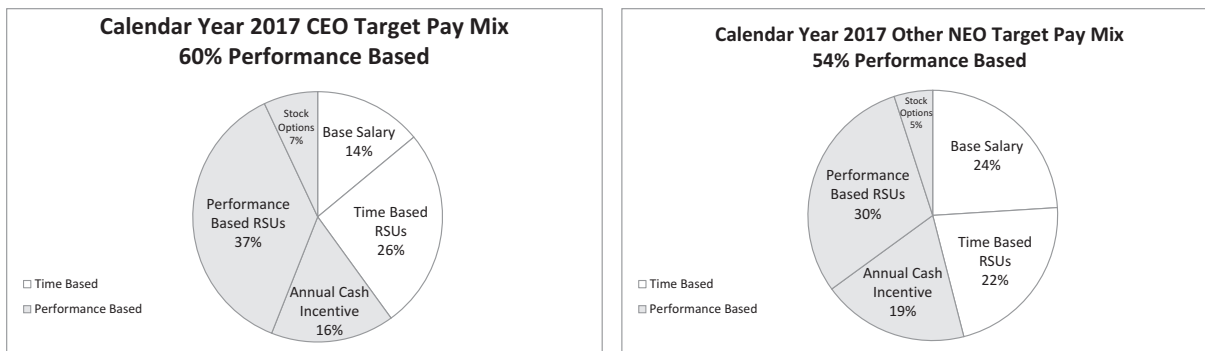 Calendar Year 2017 CEO Target Pay Mix
60% Performance Based
Stock
Options
7%
Base Salary
14%
Performance
Based RSUs
37%
Time Based
RSUs
26%
Annual Cash
Incentive
16%
Time Based
Performance Based
Calendar Year 2017 Other NEO Target Pay Mix
54% Performance Based
Stock
Options
5%
Base Salary
24%
Performance
Based RSUs
30%
Time Based
RSUs
22%
Annual Cash
Incentive
19%
Time Based
Performance Based